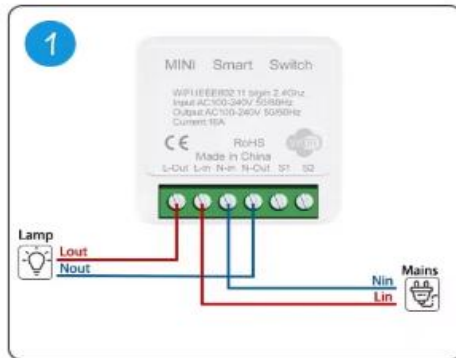 1
MINI Smart Switch
WIFI:IEEE802.11 b/g/n 2.4Ghz
Input:AC100-240V 50/60Hz
Output:AC100-240V 50/60Hz
Current:16A
CE RoHS
Made in China
L-Out L-in N-in N-Out S1 S2
Lamp
Lout
Nout
Mains
Nin
Lin